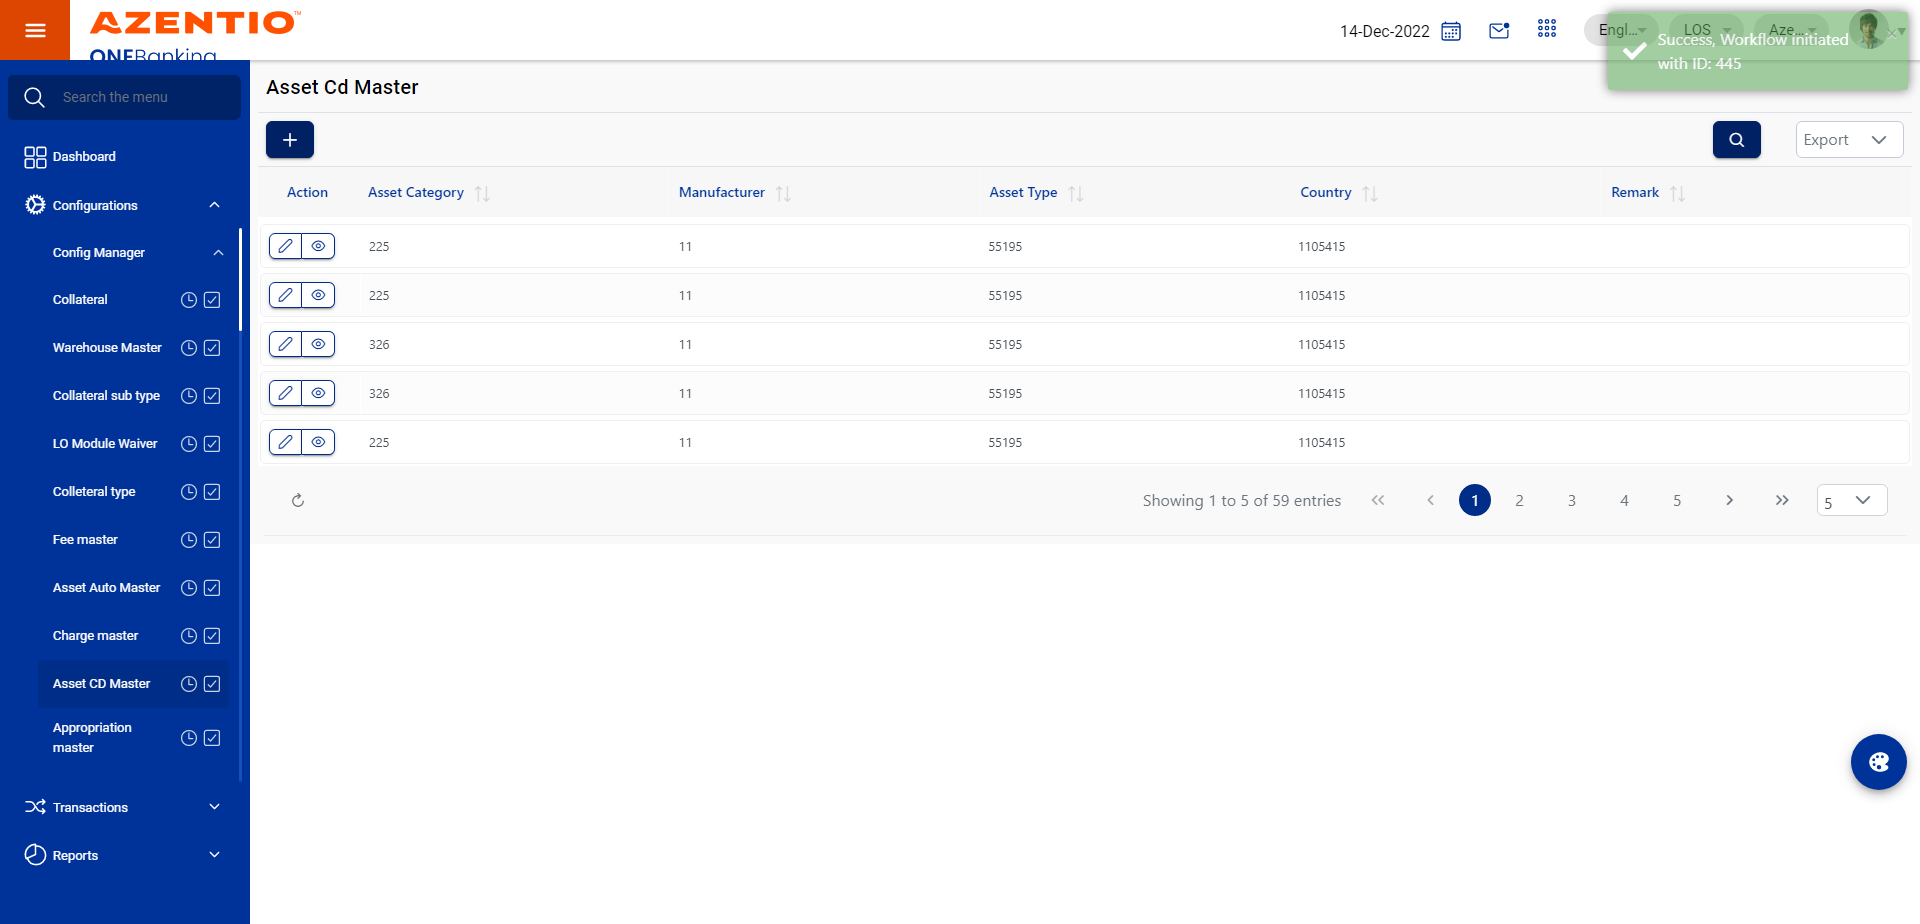 AZENTIO™
ONEBanking
14-Dec-2022
Engl...
LOS
Aze...
Success, Workflow initiated
with ID: 445
Search the menu
Dashboard
Configurations
Config Manager
Collateral
Warehouse Master
Collateral sub type
LO Module Waiver
Colleteral type
Fee master
Asset Auto Master
Charge master
Asset CD Master
Appropriation
master
Transactions
Reports
Asset Cd Master
Export
Action Asset Category Manufacturer Asset Type Country Remark
225 11 55195 1105415
225 11 55195 1105415
326 11 55195 1105415
326 11 55195 1105415
225 11 55195 1105415
Showing 1 to 5 of 59 entries 1 2 3 4 5 5